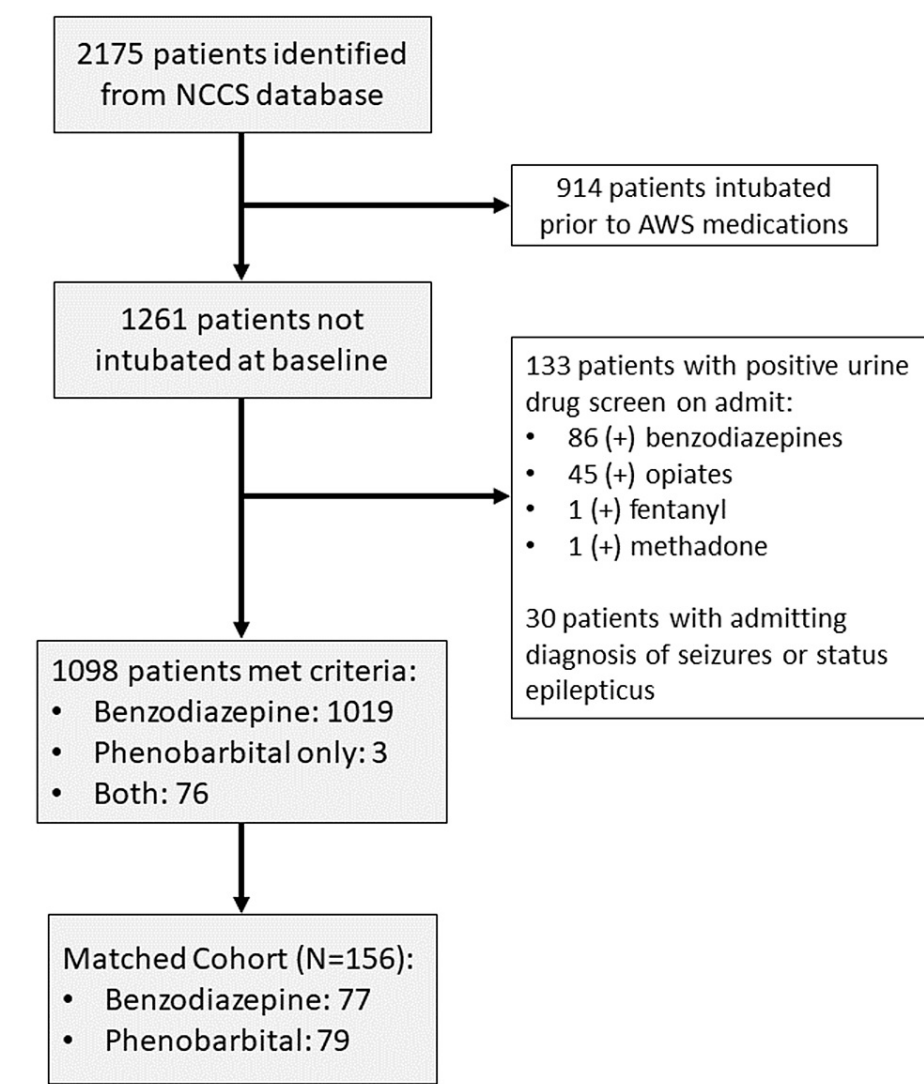 2175 patients identified
from NCCS database
914 patients intubated
prior to AWS medications
1261 patients not
intubated at baseline
133 patients with positive urine
drug screen on admit:
• 86 (+) benzodiazepines
• 45 (+) opiates
• 1 (+) fentanyl
• 1 (+) methadone
30 patients with admitting
diagnosis of seizures or status
epilepticus
1098 patients met criteria:
• Benzodiazepine: 1019
• Phenobarbital only: 3
• Both: 76
Matched Cohort (N=156):
• Benzodiazepine: 77
• Phenobarbital: 79